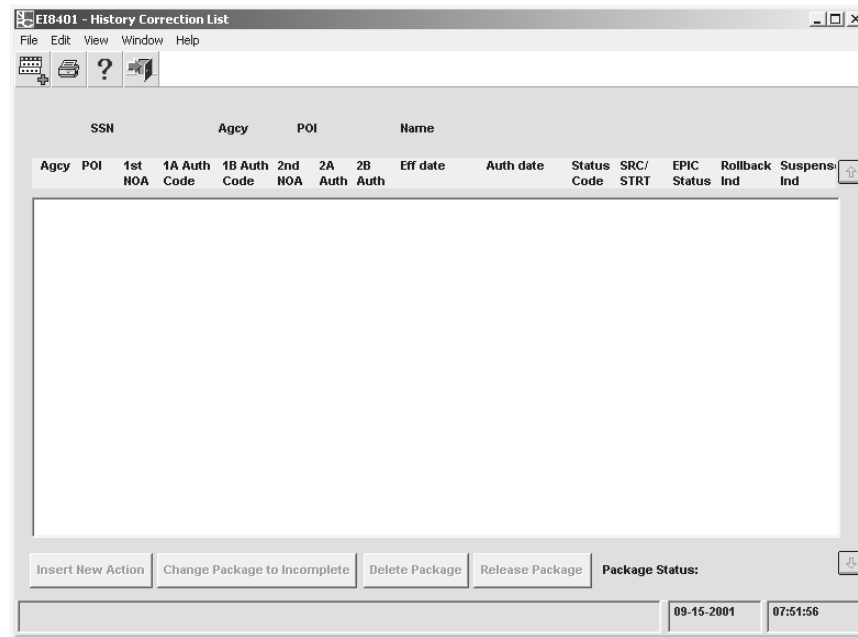 EI8401 - History Correction List
File Edit View Window Help
?
SSN Agcy POI Name
Agcy POI 1st NOA 1A Auth Code 1B Auth Code 2nd NOA 2A Auth 2B Auth Eff date Auth date Status Code SRC/ STRT EPIC Status Rollback Ind Suspens Ind
Insert New Action Change Package to Incomplete Delete Package Release Package Package Status:
09-15-2001 07:51:56